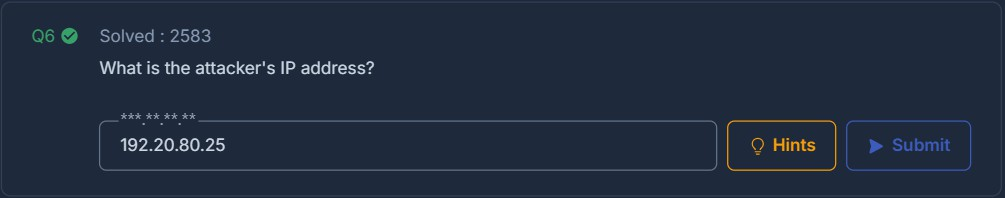 Q6 Solved : 2583
What is the attacker's IP address?
***.**.**.**
192.20.80.25 Hints Submit